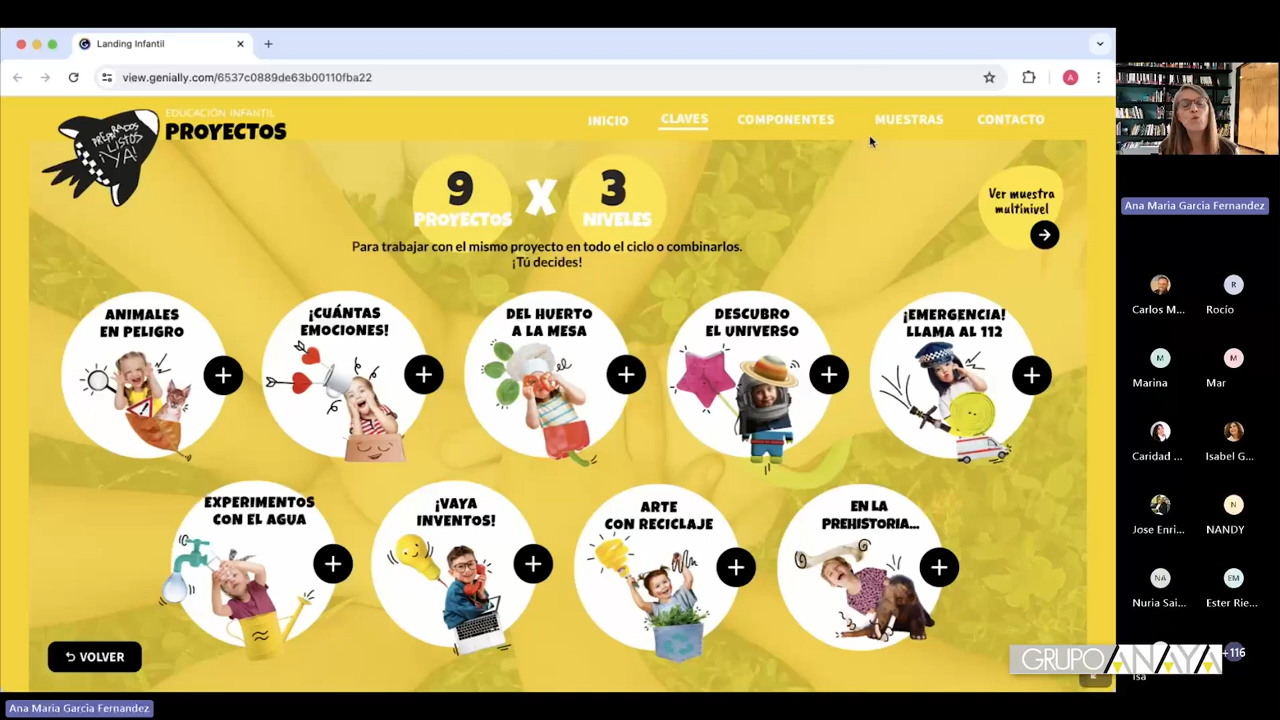 Landing Infantil
view.genially.com/6537c0889de63b00110fba22
A
PREPARADOS
LISTOS
¡YA!
EDUCACIÓN INFANTIL
PROYECTOS
INICIO
CLAVES
COMPONENTES
MUESTRAS
CONTACTO
9
PROYECTOS
X
3
NIVELES
Para trabajar con el mismo proyecto en todo el ciclo o combinarlos.
¡Tú decides!
Ver muestra
multinivel
ANIMALES
EN PELIGRO
¡CUÁNTAS
EMOCIONES!
DEL HUERTO
A LA MESA
DESCUBRO
EL UNIVERSO
¡EMERGENCIA!
LLAMA AL 112
EXPERIMENTOS
CON EL AGUA
¡VAYA
INVENTOS!
ARTE
CON RECICLAJE
EN LA
PREHISTORIA...
VOLVER
GRUPO ANAYA
Ana Maria Garcia Fernandez
Ana Maria Garcia Fernandez
Carlos M...
R
Rocío
M
Marina
M
Mar
Caridad ...
Isabel G...
Jose Enri...
N
NANDY
NA
Nuria Sai...
EM
Ester Rie...
+116
Isa